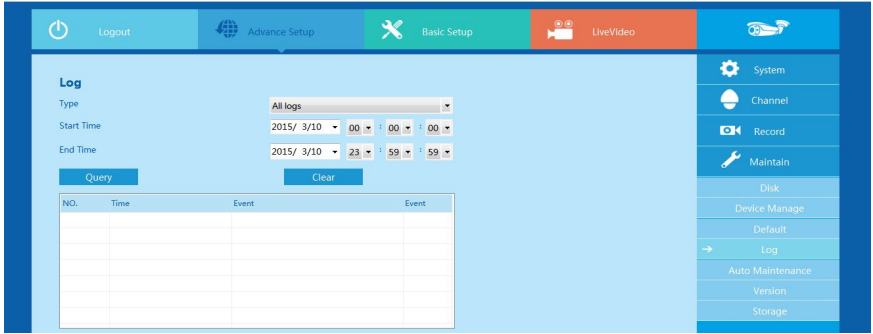 Logout Advance Setup Basic Setup LiveVideo
Log
Type All logs
Start Time 2015/ 3/10 00 : 00 : 00
End Time 2015/ 3/10 23 : 59 : 59
Query Clear
NO. Time Event Event
System
Channel
Record
Maintain
Disk
Device Manage
Default
Log
Auto Maintenance
Version
Storage